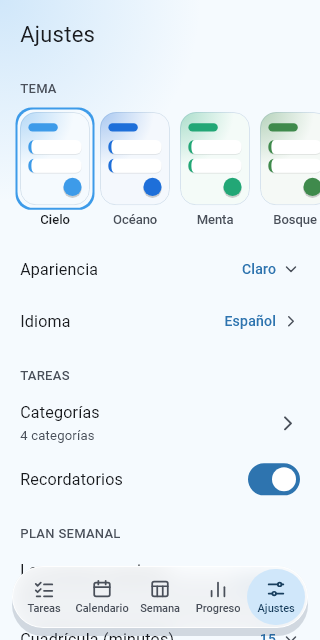 Ajustes
TEMA
Cielo Océano Menta Bosque
Apariencia Claro
Idioma Español
TAREAS
Categorías
4 categorías
Recordatorios
PLAN SEMANAL
Tareas Calendario Semana Progreso Ajustes
Cuadrícula (minutos) 15